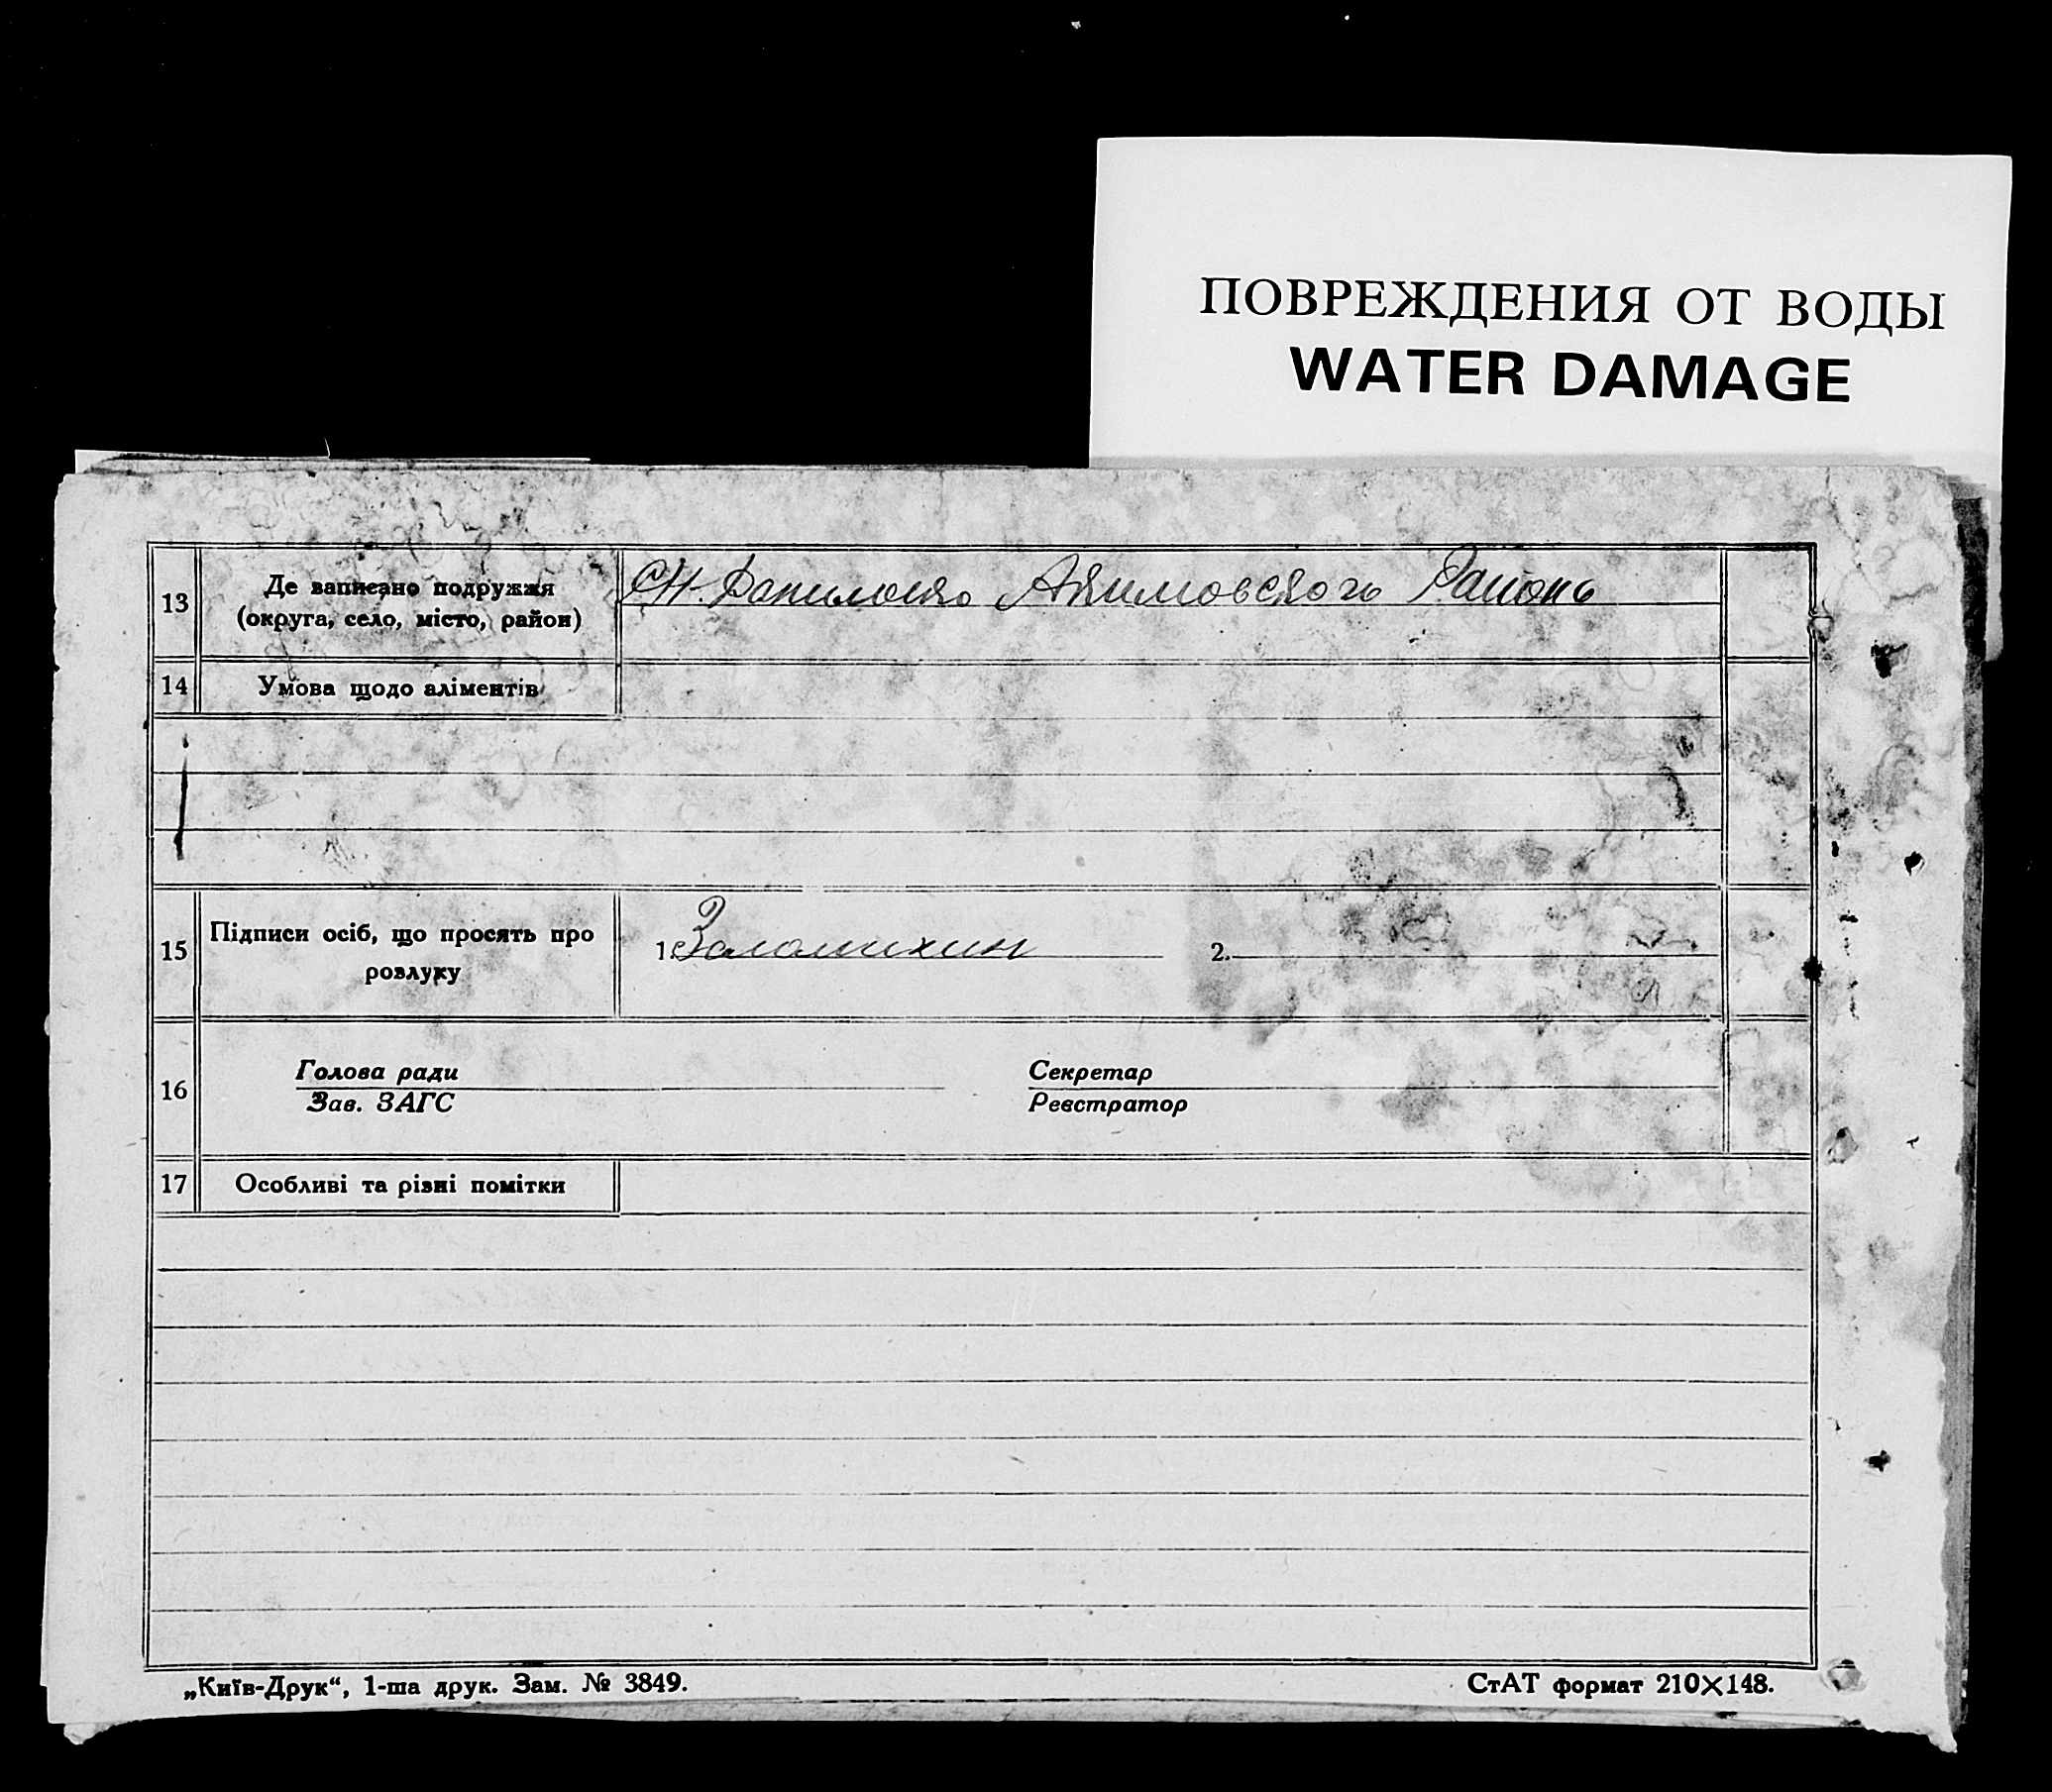 ПОВРЕЖДЕНИЯ ОТ ВОДЫ
WATER DAMAGE
13
Де записано подружжя
(округа, село, місто, район)
Акимовского Района
14
Умова щодо аліментів
15
Підписи осіб, що просять про
розлуку
1.
2.
16
Голова ради
Зав. ЗАГС
Секретар
Реєстратор
17
Особливі та різні помітки
„Київ-Друк“, 1-ша друк. Зам. № 3849.
СтАТ формат 210×148.